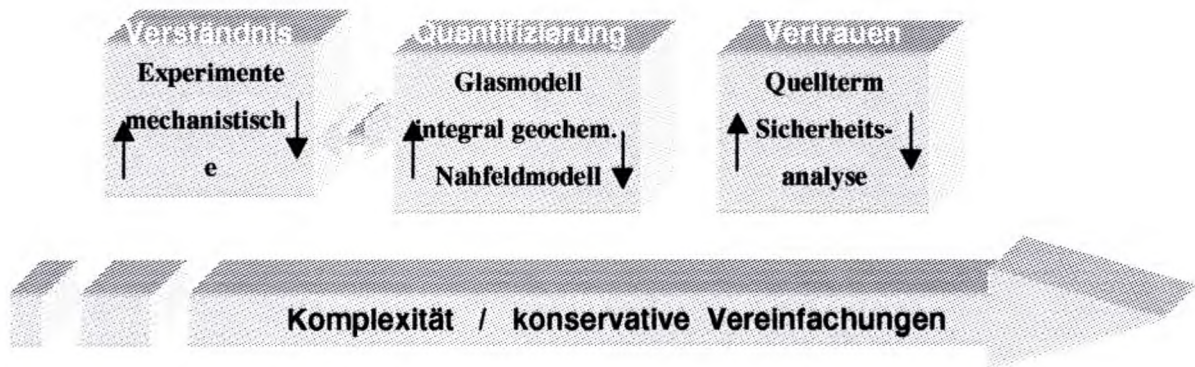 Verständnis
Experimente
mechanistisch
e
Quantifizierung
Glasmodell
integral geochem.
Nahfeldmodell
Vertrauen
Quellterm
Sicherheits-
analyse
Komplexität / konservative Vereinfachungen